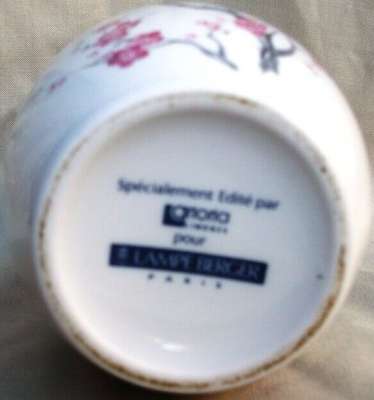 Spécialement Edité par
pour
LAMPE BERGER
PARIS